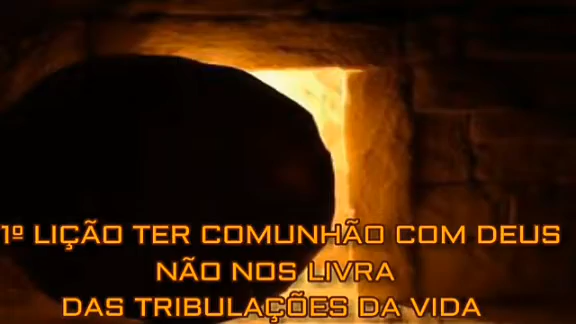 1º LIÇÃO TER COMUNHÃO COM DEUS
NÃO NOS LIVRA
DAS TRIBULAÇÕES DA VIDA